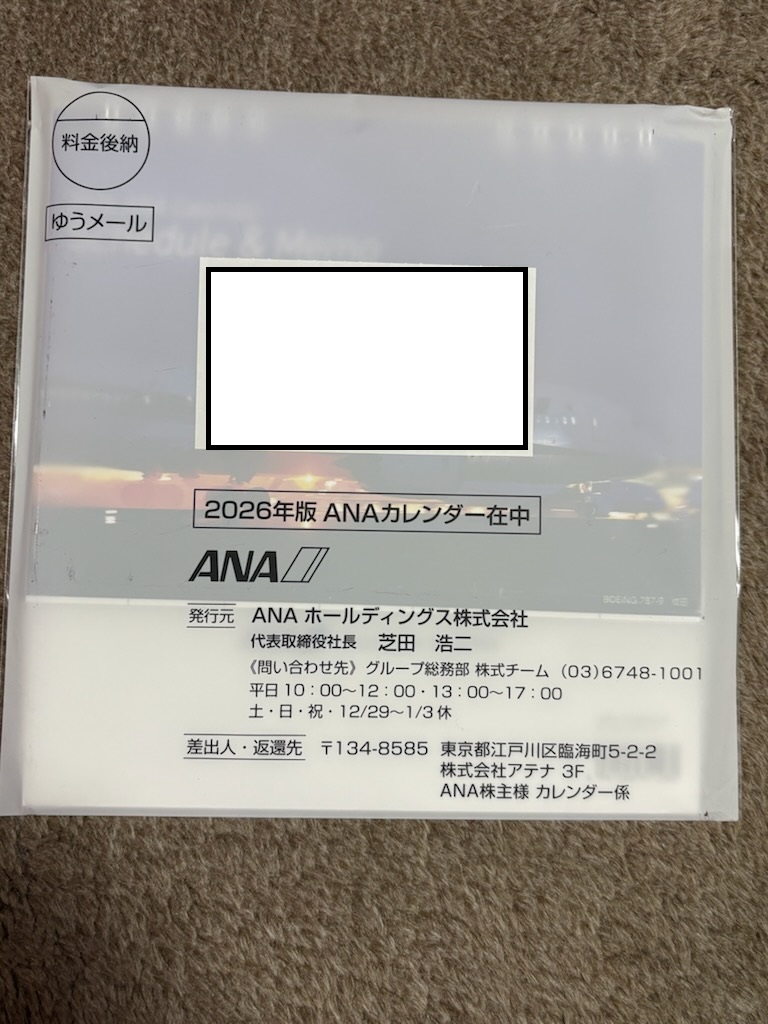 料金後納
ゆうメール
Schedule & Memo
2026年版 ANAカレンダー在中
ANA
発行元 ANA ホールディングス株式会社
代表取締役社長 芝田 浩二
《問い合わせ先》グループ総務部 株式チーム (03)6748-1001
平日10：00〜12：00・13：00〜17：00
土・日・祝・12/29〜1/3休
差出人・返還先 〒134-8585 東京都江戸川区臨海町5-2-2
株式会社アテナ 3F
ANA株主様 カレンダー係